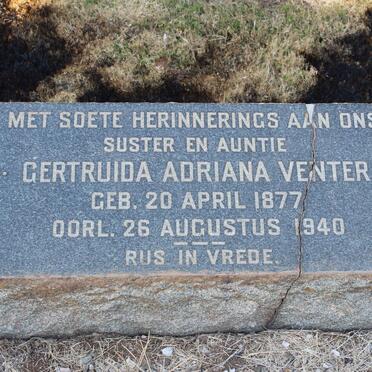 MET SOETE HERINNERINGS AAN ONS
SUSTER EN AUNTIE
GERTRUIDA ADRIANA VENTER
GEB. 20 APRIL 1877
OORL. 26 AUGUSTUS 1940
RUS IN VREDE.